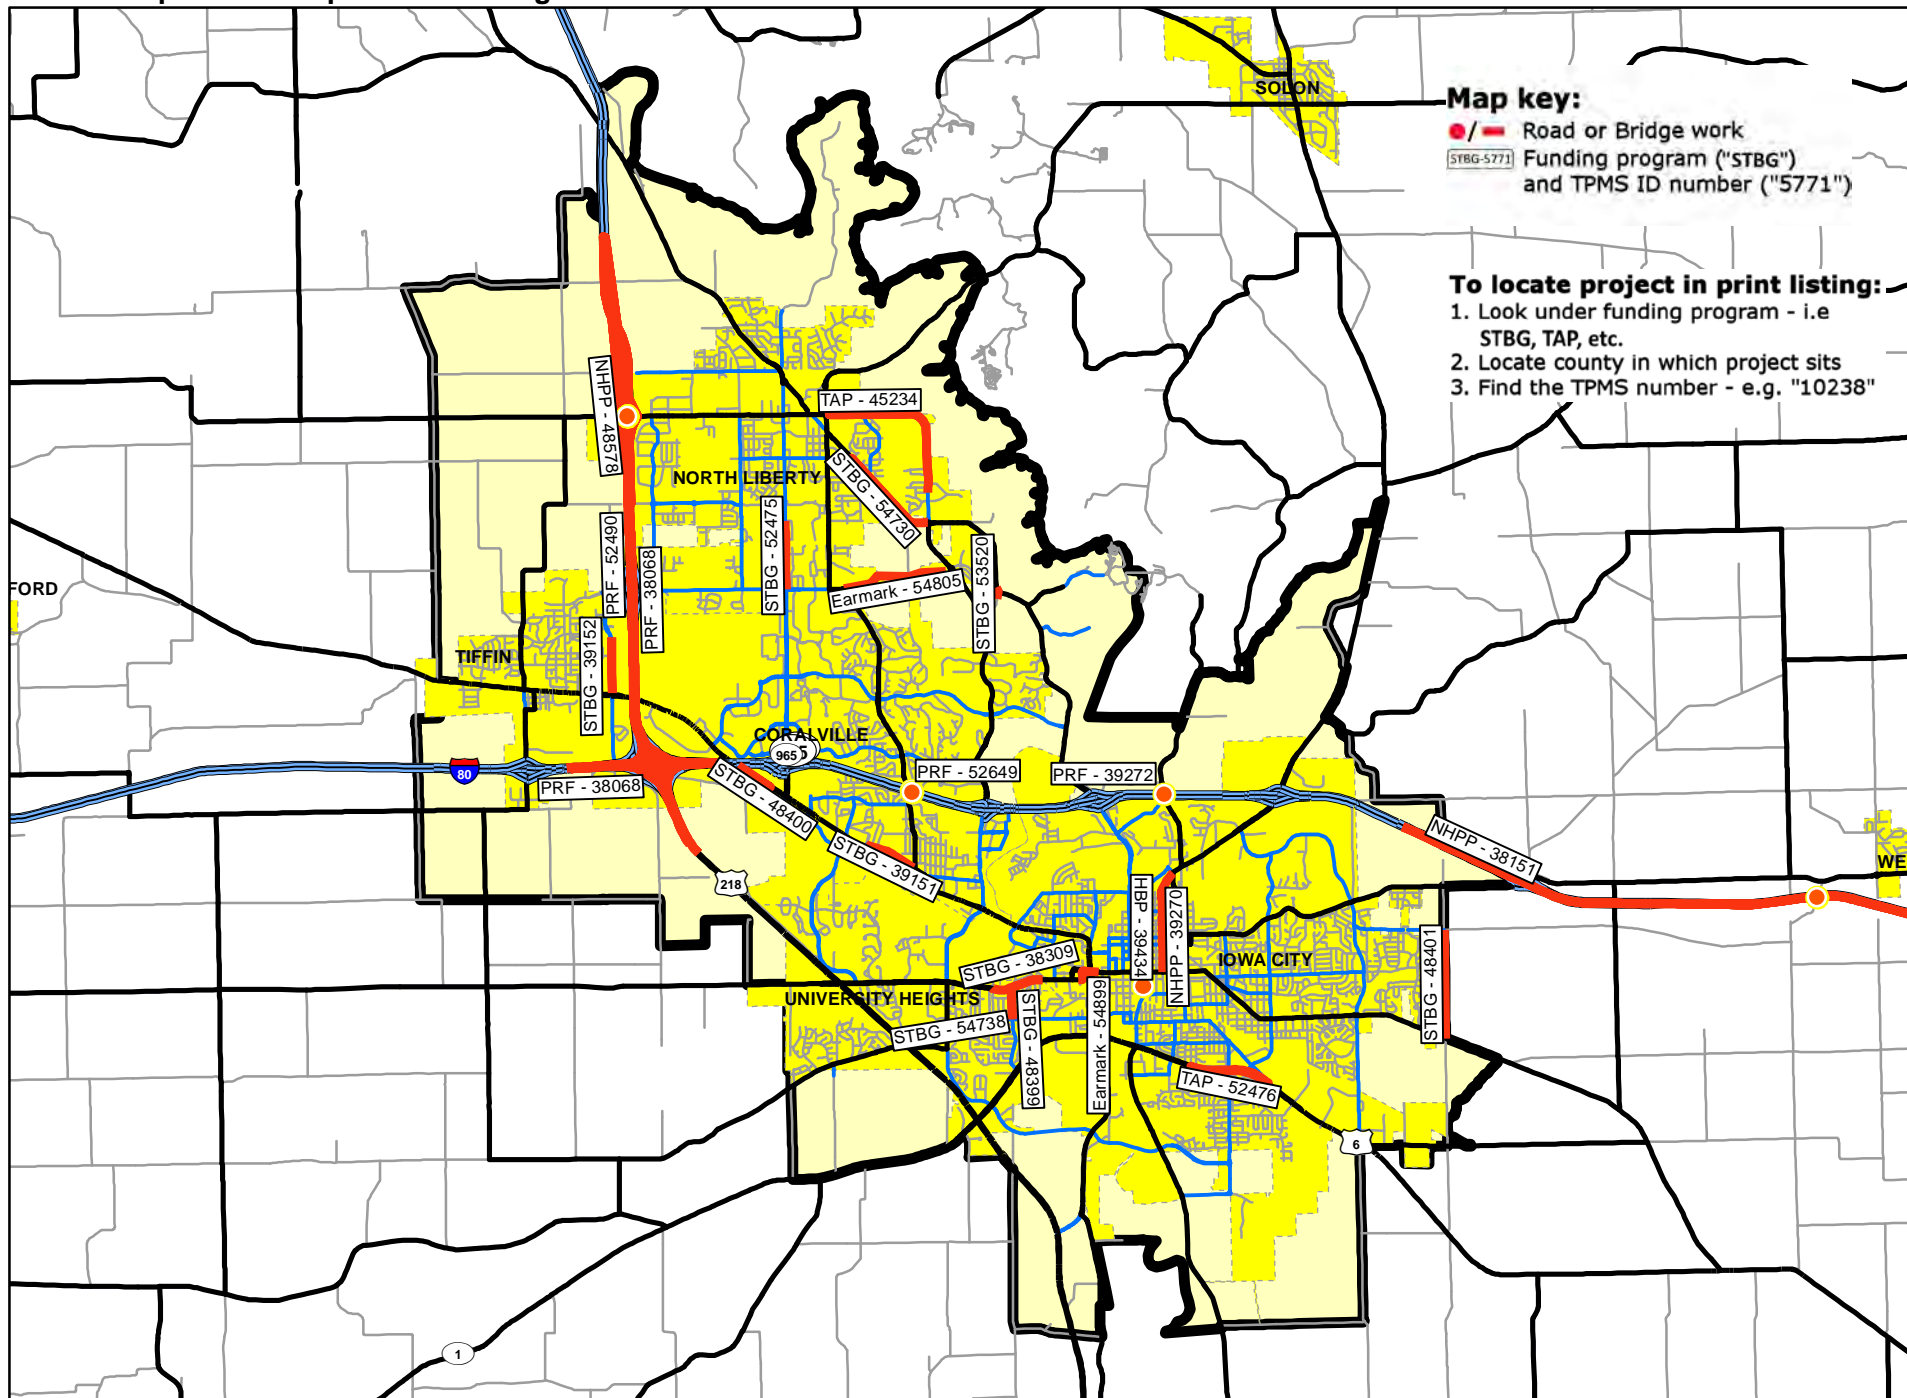 SOLON
Map key:
Road or Bridge work
STBG-5771
Funding program ("STBG")
and TPMS ID number ("5771")
To locate project in print listing:
1. Look under funding program - i.e
STBG, TAP, etc.
2. Locate county in which project sits
3. Find the TPMS number - e.g. "10238"
NHPP - 48578
TAP - 45234
NORTH LIBERTY
STBG - 54730
STBG - 52475
PRF - 52490
PRF - 38068
STBG - 53520
Earmark - 54805
FORD
STBG - 39152
TIFFIN
CORALVILLE
965
5
80
PRF - 38068
STBG - 48400
PRF - 52649
PRF - 39272
NHPP - 38151
WE
STBG - 39151
218
HBP - 39434
NHPP - 39270
STBG - 48401
STBG - 38309
IOWA CITY
UNIVERSITY HEIGHTS
STBG - 54738
STBG - 48399
Earmark - 54899
TAP - 52476
6
1